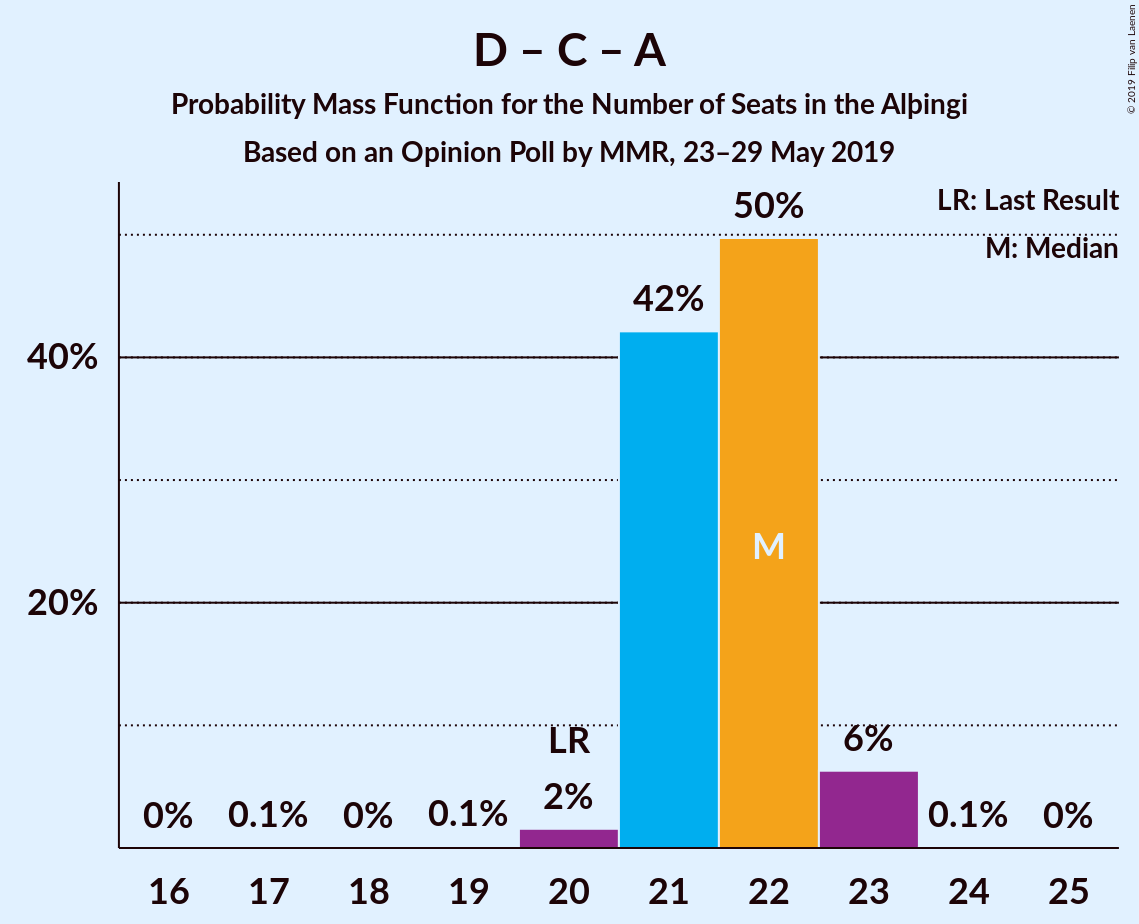 D – C – A
Probability Mass Function for the Number of Seats in the Alþingi
Based on an Opinion Poll by MMR, 23–29 May 2019
© 2019 Filip van Laenen
LR: Last Result
M: Median
50%
42%
40%
M
20%
LR
6%
2%
0%
0.1%
0%
0.1%
0.1%
0%
16
17
18
19
20
21
22
23
24
25